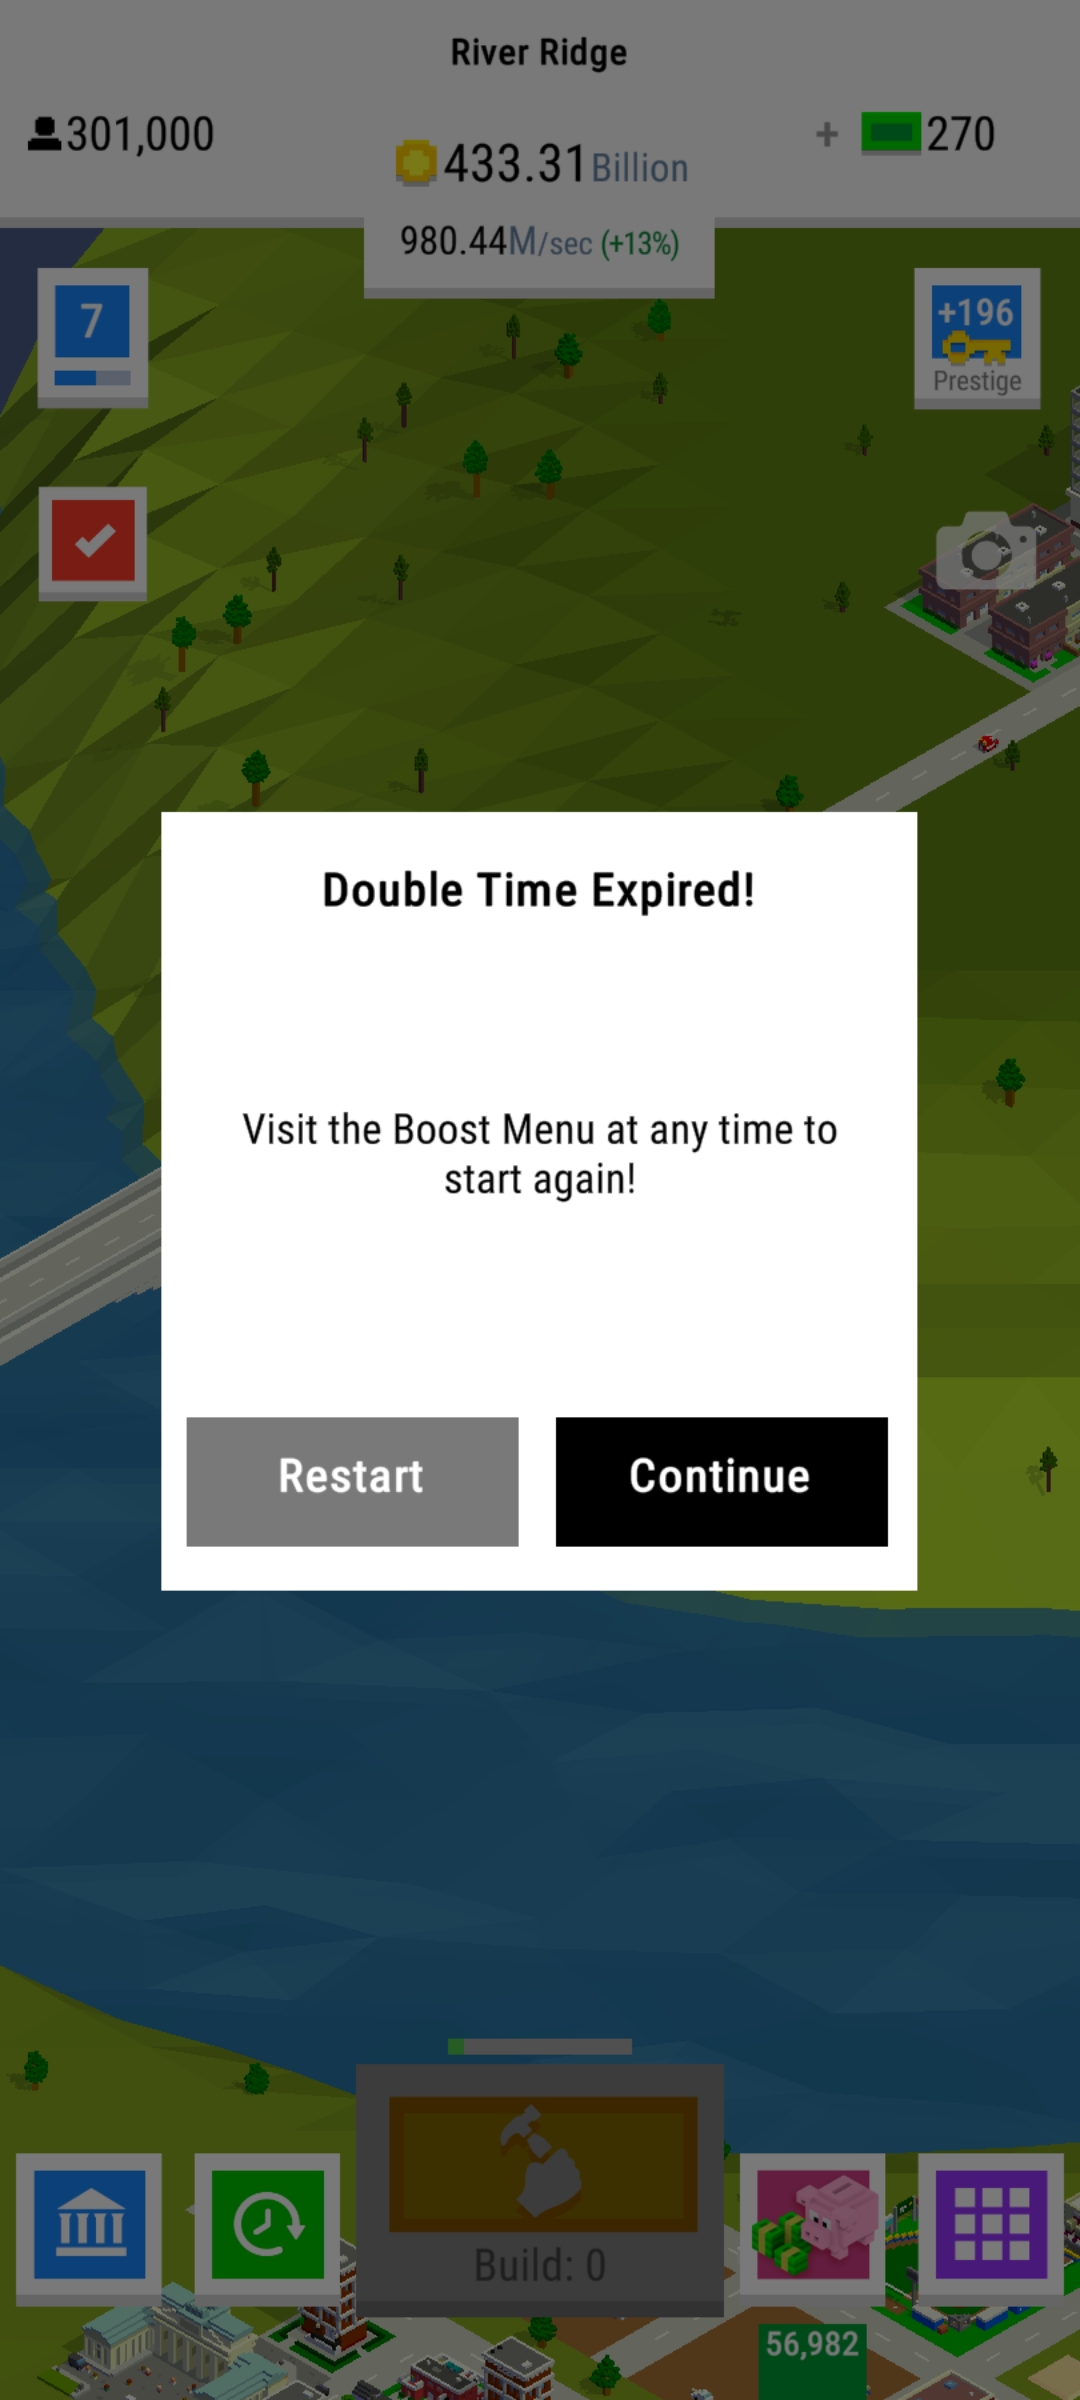 River Ridge
301,000
433.31 Billion
+ 270
980.44M/sec (+13%)
7
+196
Prestige
Double Time Expired!
Visit the Boost Menu at any time to
start again!
Restart
Continue
Build: 0
56,982